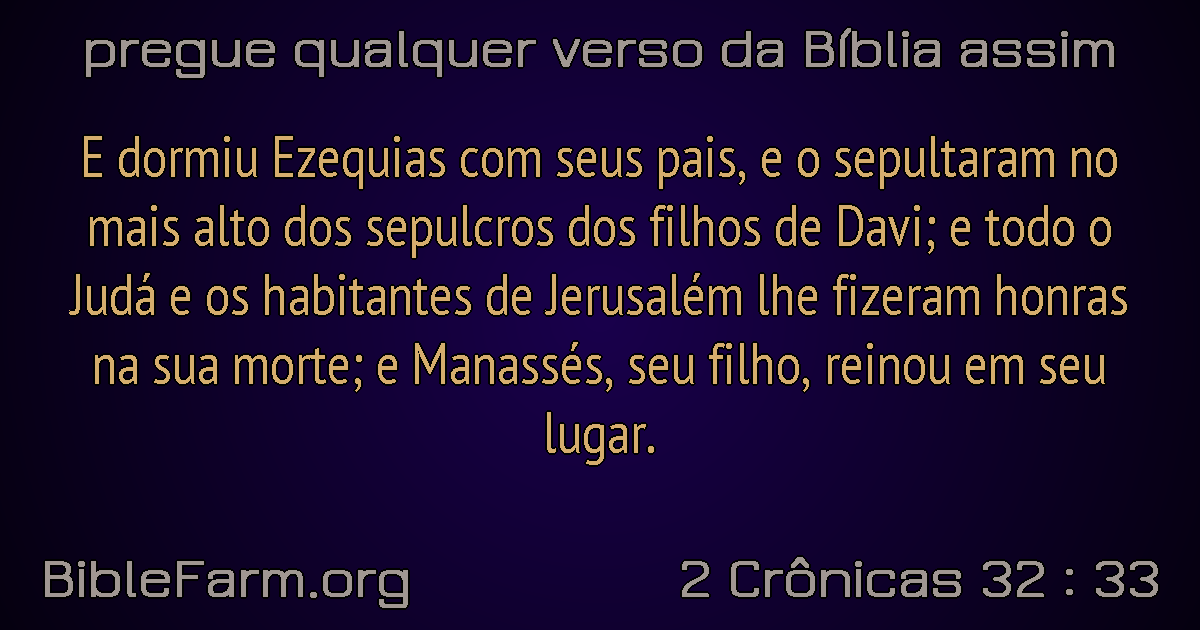 pregue qualquer verso da Bíblia assim
E dormiu Ezequias com seus pais, e o sepultaram no
mais alto dos sepulcros dos filhos de Davi; e todo o
Judá e os habitantes de Jerusalém lhe fizeram honras
na sua morte; e Manassés, seu filho, reinou em seu
lugar.
BibleFarm.org
2 Crônicas 32 : 33